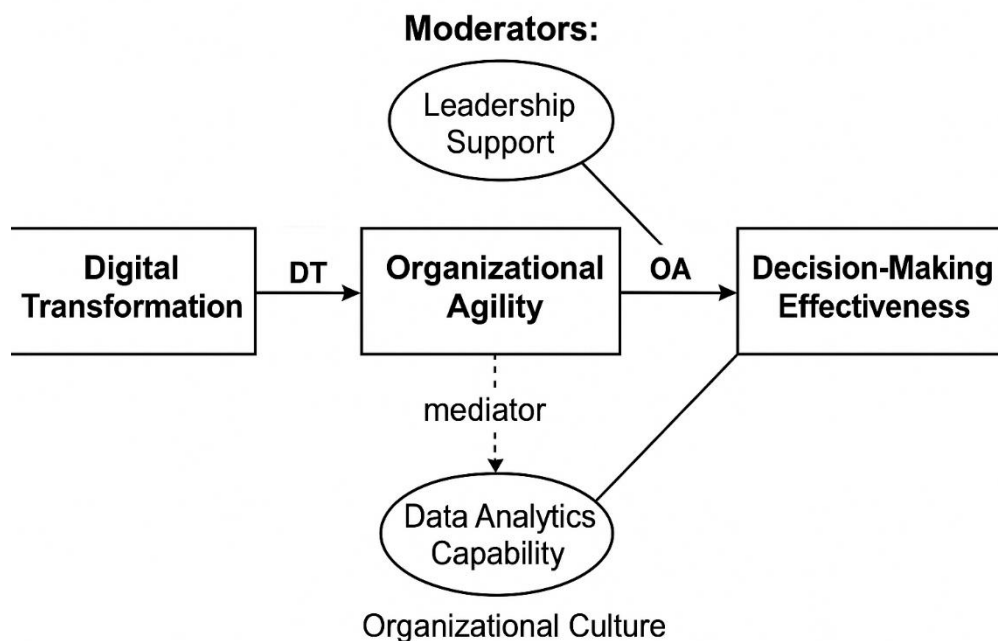 Moderators:
Leadership
Support
Digital
Transformation
DT
Organizational
Agility
OA
Decision-Making
Effectiveness
mediator
Data Analytics
Capability
Organizational Culture